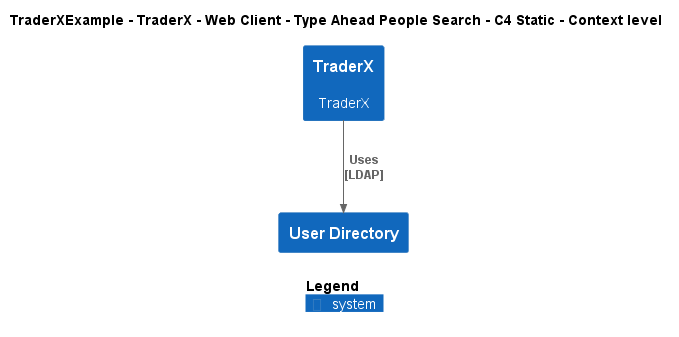 TraderXExample - TraderX - Web Client - Type Ahead People Search - C4 Static - Context level
TraderX
TraderX
Uses
[LDAP]
User Directory
Legend
system